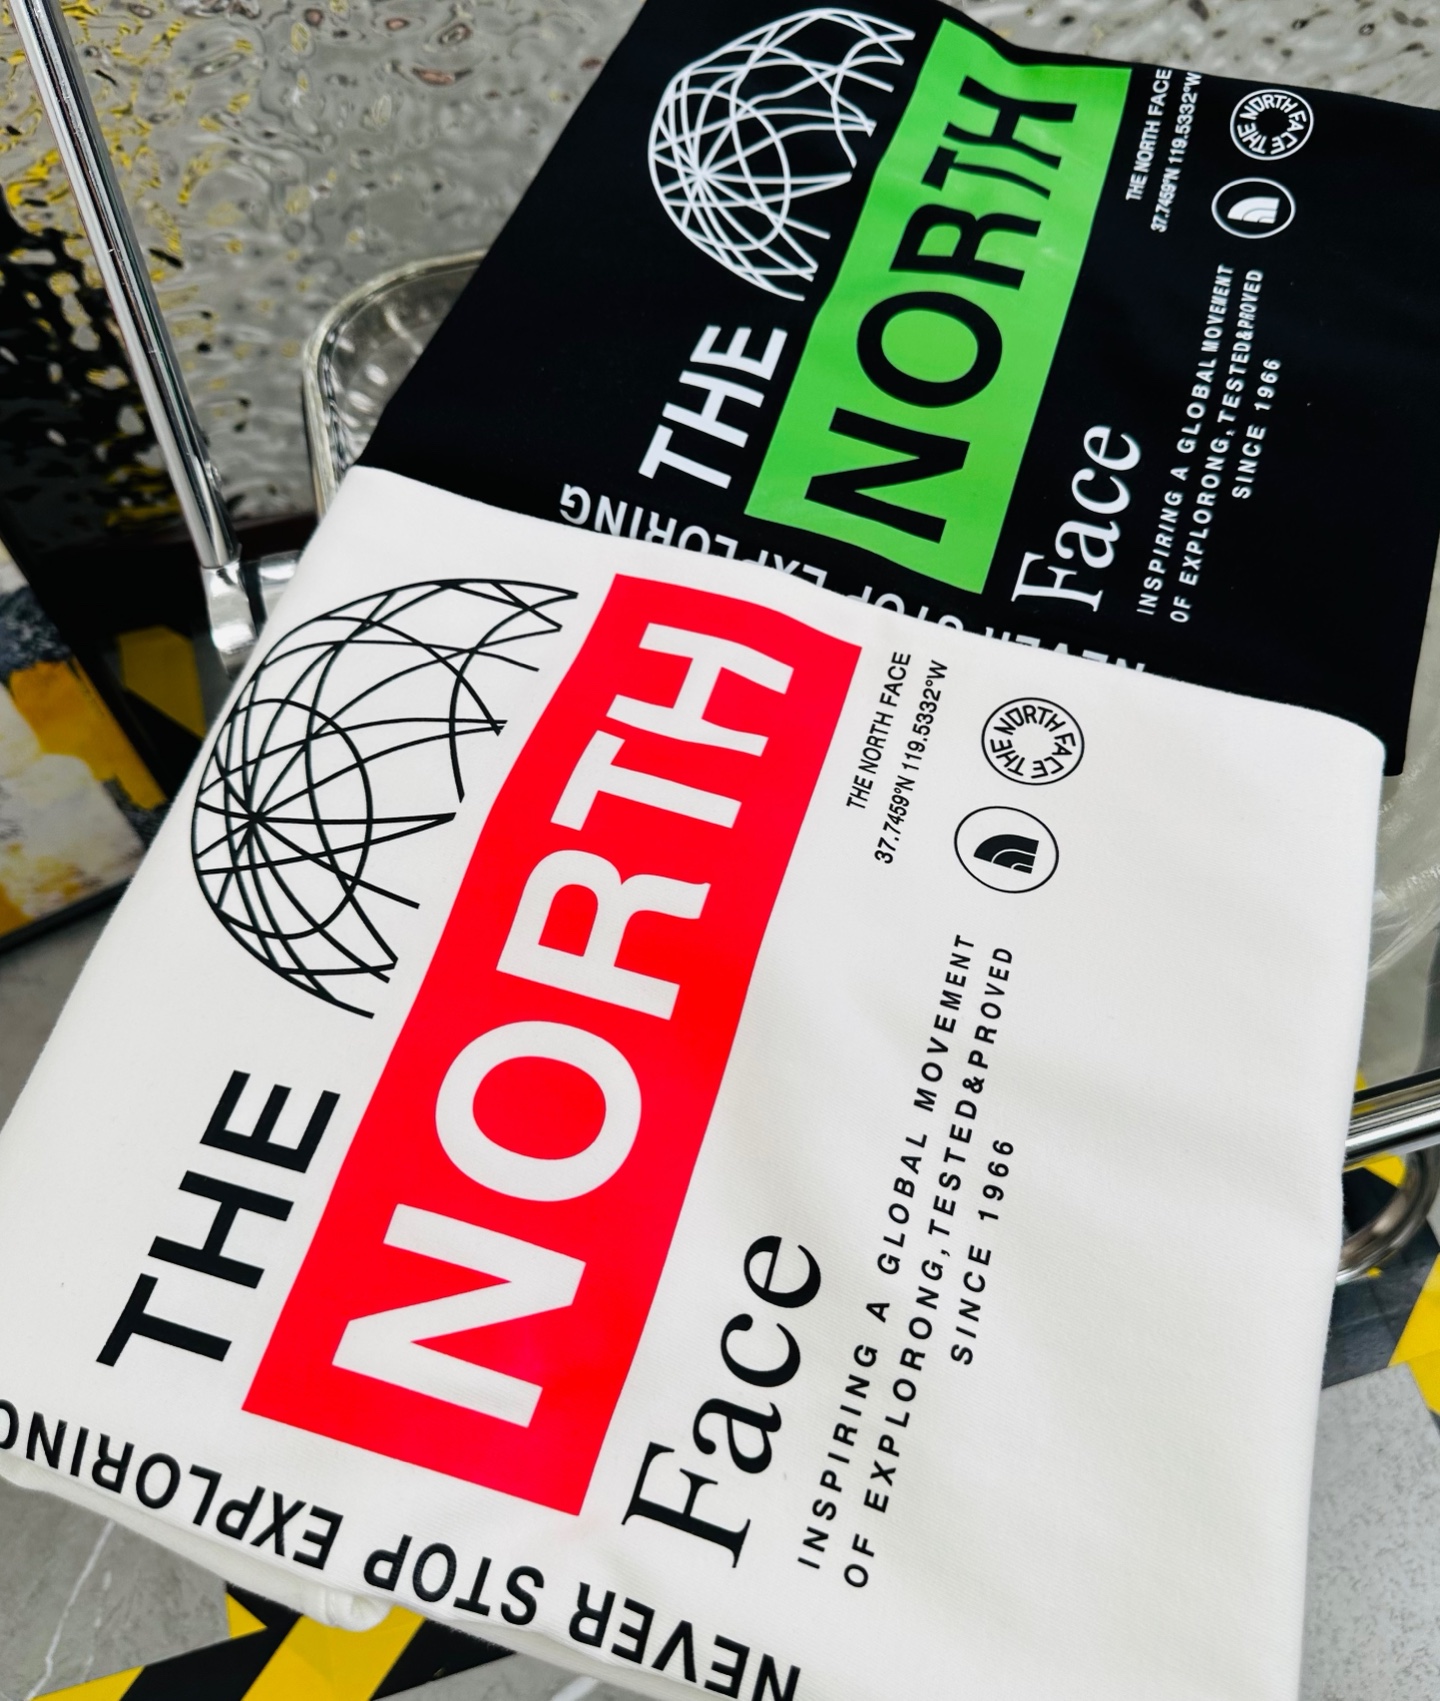 THE
NORTH
Face
THE NORTH FACE
37.7459°N 119.5332°W
THE NORTH FACE
INSPIRING A GLOBAL MOVEMENT
OF EXPLORONG,TESTED&PROVED
SINCE 1966
NEVER STOP EXPLORING
THE
NORTH
Face
THE NORTH FACE
37.7459°N 119.5332°W
THE NORTH FACE
INSPIRING A GLOBAL MOVEMENT
OF EXPLORONG,TESTED&PROVED
SINCE 1966
NEVER STOP EXPLORING